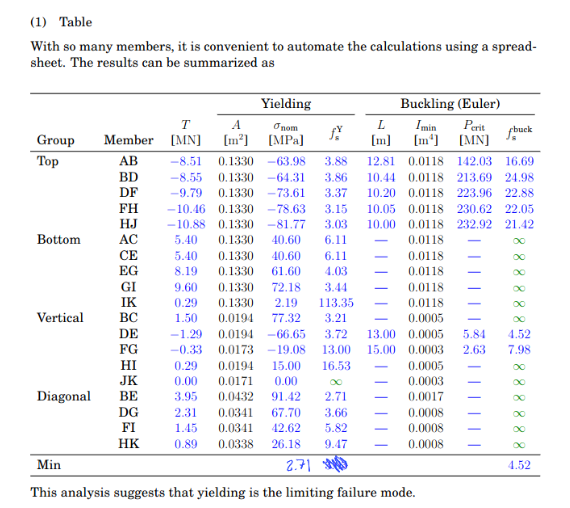 (1) Table
With so many members, it is convenient to automate the calculations using a spread-
sheet. The results can be summarized as
Yielding Buckling (Euler)
T A σnom fsY L Imin Pcrit fsbuck
Group Member [MN] [m²] [MPa] [m] [m⁴] [MN]
Top AB −8.51 0.1330 −63.98 3.88 12.81 0.0118 142.03 16.69
BD −8.55 0.1330 −64.31 3.86 10.44 0.0118 213.69 24.98
DF −9.79 0.1330 −73.61 3.37 10.20 0.0118 223.96 22.88
FH −10.46 0.1330 −78.63 3.15 10.05 0.0118 230.62 22.05
HJ −10.88 0.1330 −81.77 3.03 10.00 0.0118 232.92 21.42
Bottom AC 5.40 0.1330 40.60 6.11 — 0.0118 — ∞
CE 5.40 0.1330 40.60 6.11 — 0.0118 — ∞
EG 8.19 0.1330 61.60 4.03 — 0.0118 — ∞
GI 9.60 0.1330 72.18 3.44 — 0.0118 — ∞
IK 0.29 0.1330 2.19 113.35 — 0.0118 — ∞
Vertical BC 1.50 0.0194 77.32 3.21 — 0.0005 — ∞
DE −1.29 0.0194 −66.65 3.72 13.00 0.0005 5.84 4.52
FG −0.33 0.0173 −19.08 13.00 15.00 0.0003 2.63 7.98
HI 0.29 0.0194 15.00 16.53 — 0.0005 — ∞
JK 0.00 0.0171 0.00 ∞ — 0.0003 — ∞
Diagonal BE 3.95 0.0432 91.42 2.71 — 0.0017 — ∞
DG 2.31 0.0341 67.70 3.66 — 0.0008 — ∞
FI 1.45 0.0341 42.62 5.82 — 0.0008 — ∞
HK 0.89 0.0338 26.18 9.47 — 0.0008 — ∞
Min 2.71 4.52
This analysis suggests that yielding is the limiting failure mode.